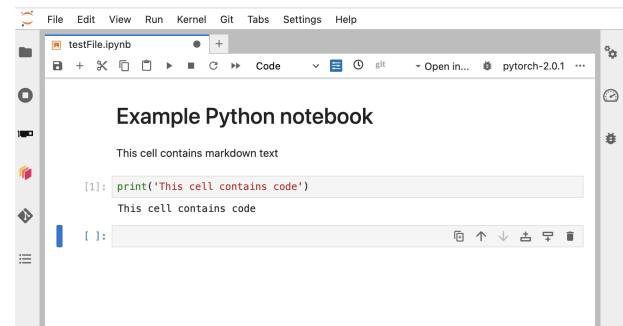 File Edit View Run Kernel Git Tabs Settings Help
testFile.ipynb
Code git Open in... pytorch-2.0.1
Example Python notebook
This cell contains markdown text
[1]: print('This cell contains code')
This cell contains code
[ ]: